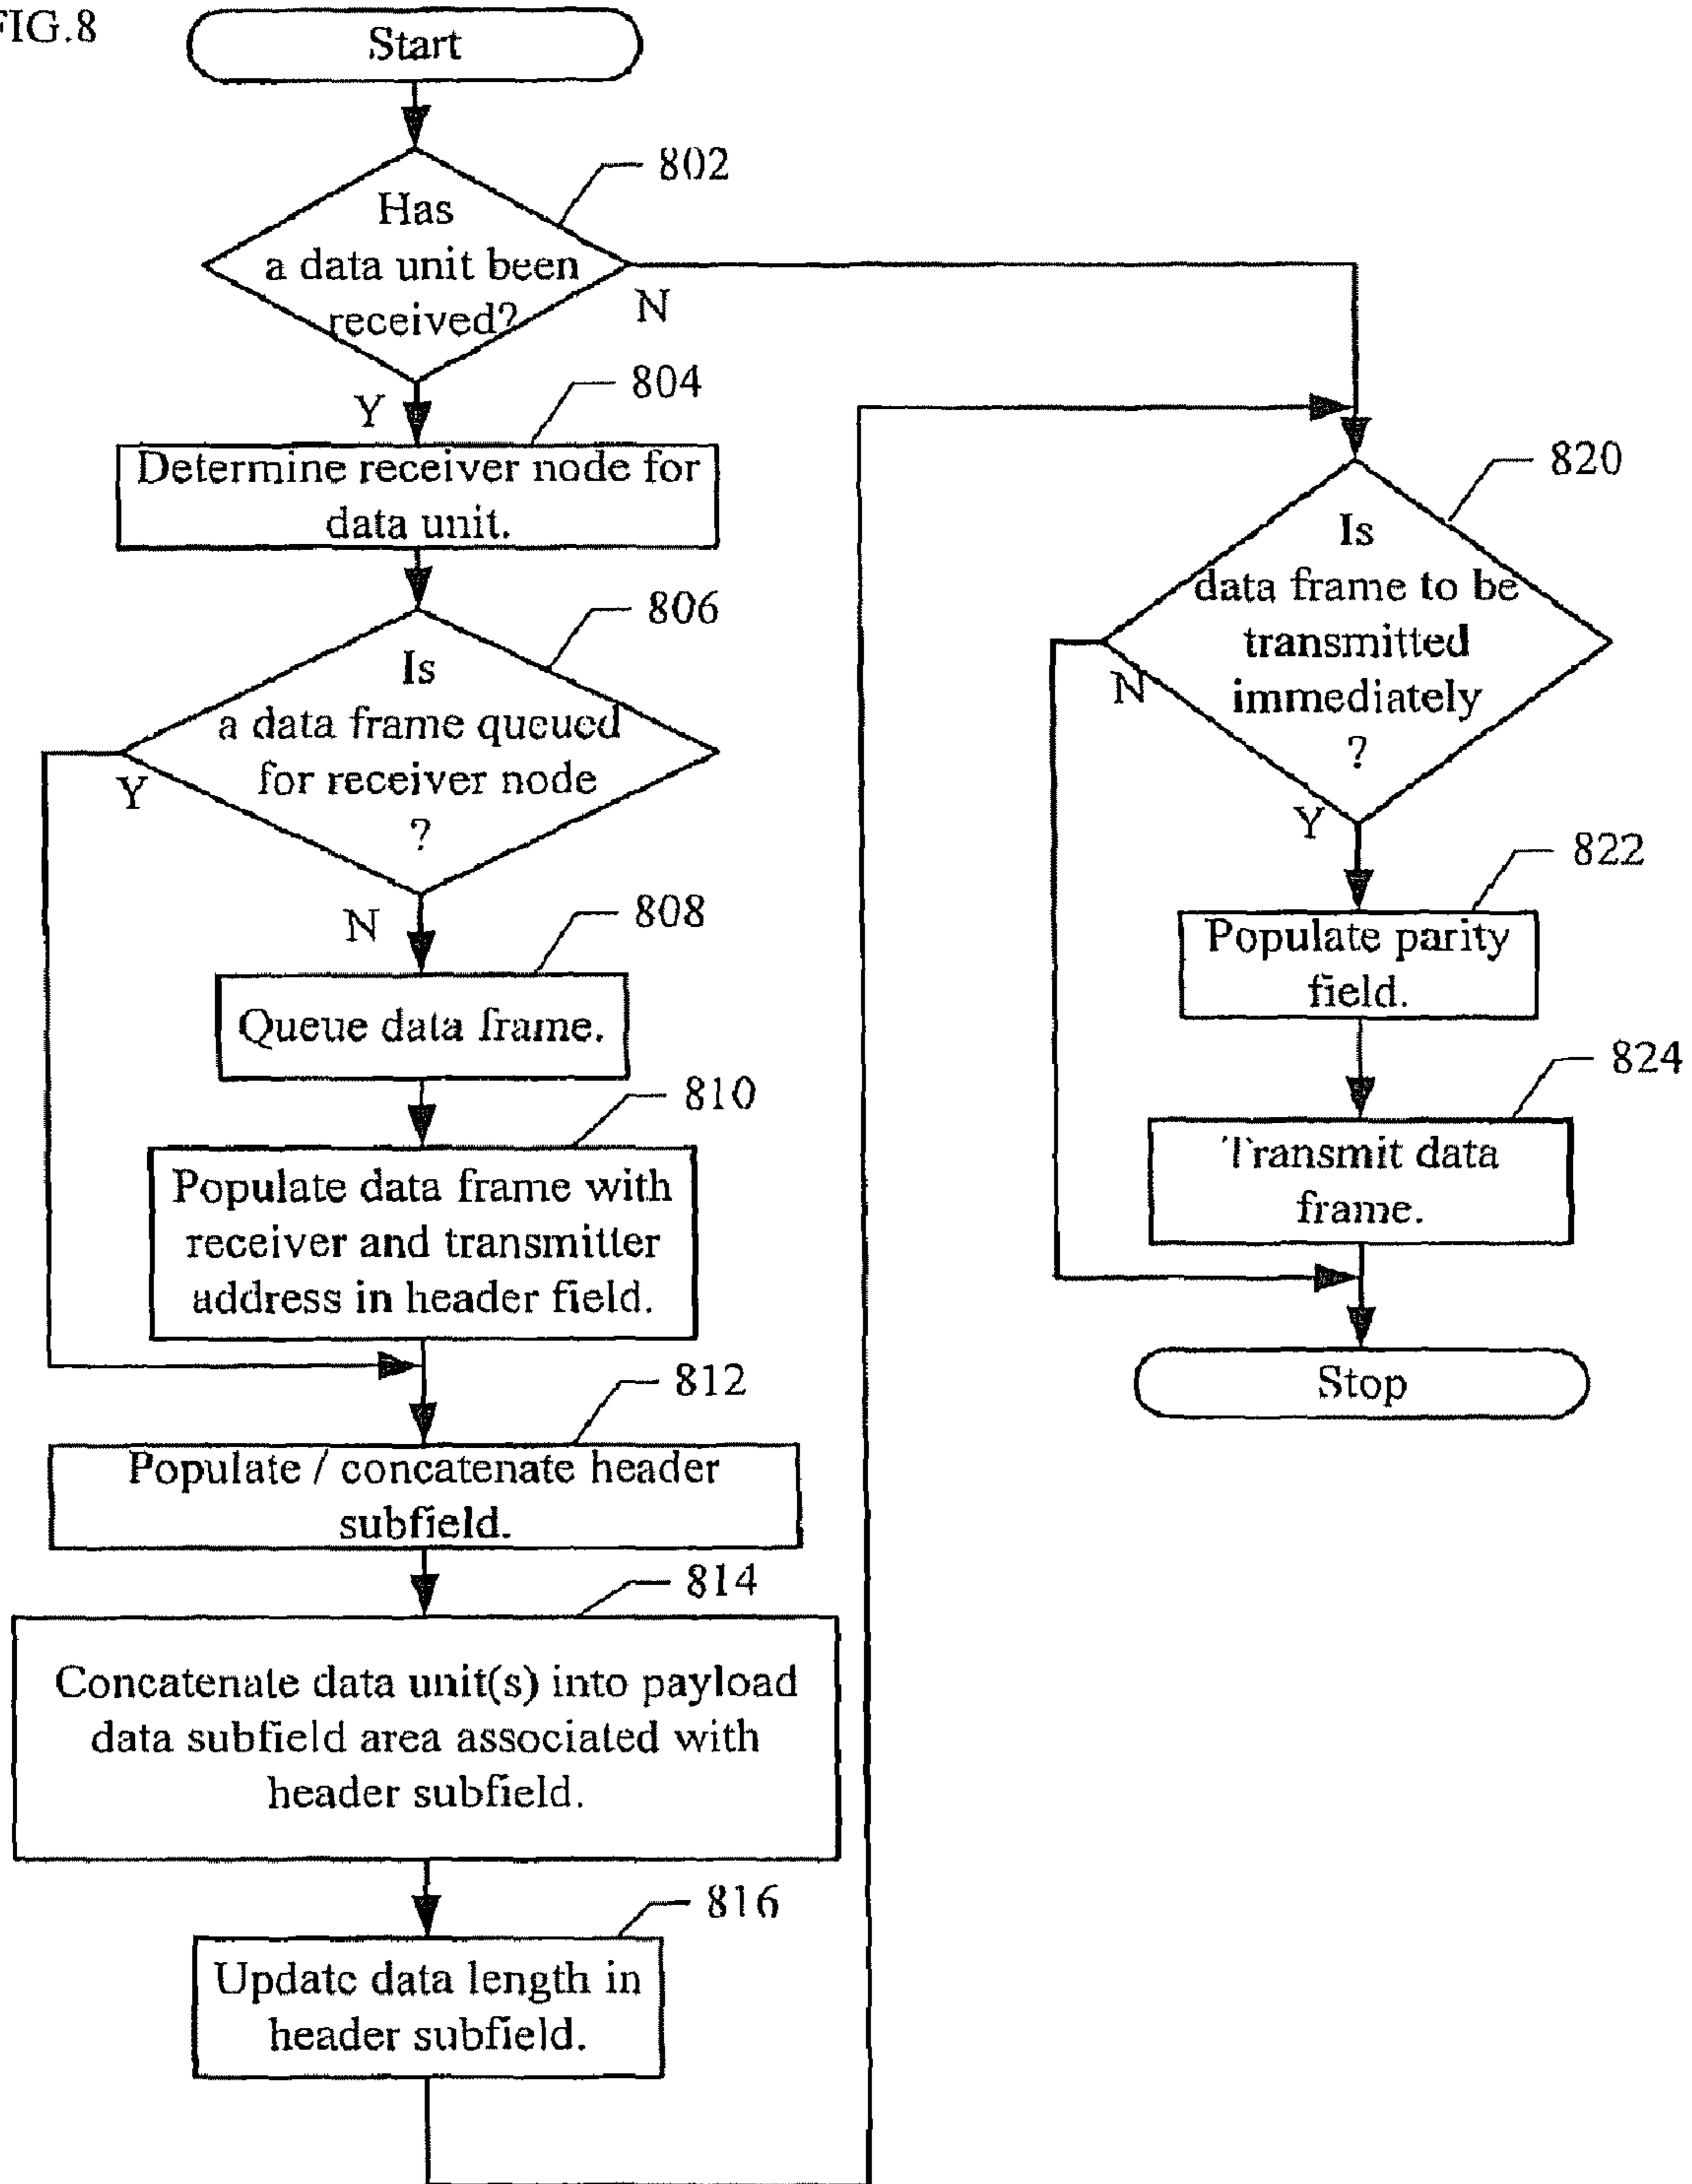 FIG.8
Start
802
Has
a data unit been
received?
N
Y
804
Determine receiver node for
data unit.
806
Is
a data frame queued
for receiver node
?
Y
N
808
Queue data frame.
810
Populate data frame with
receiver and transmitter
address in header field.
812
Populate / concatenate header
subfield.
814
Concatenate data unit(s) into payload
data subfield area associated with
header subfield.
816
Update data length in
header subfield.
820
Is
data frame to be
transmitted
immediately
?
N
Y
822
Populate parity
field.
824
Transmit data
frame.
Stop